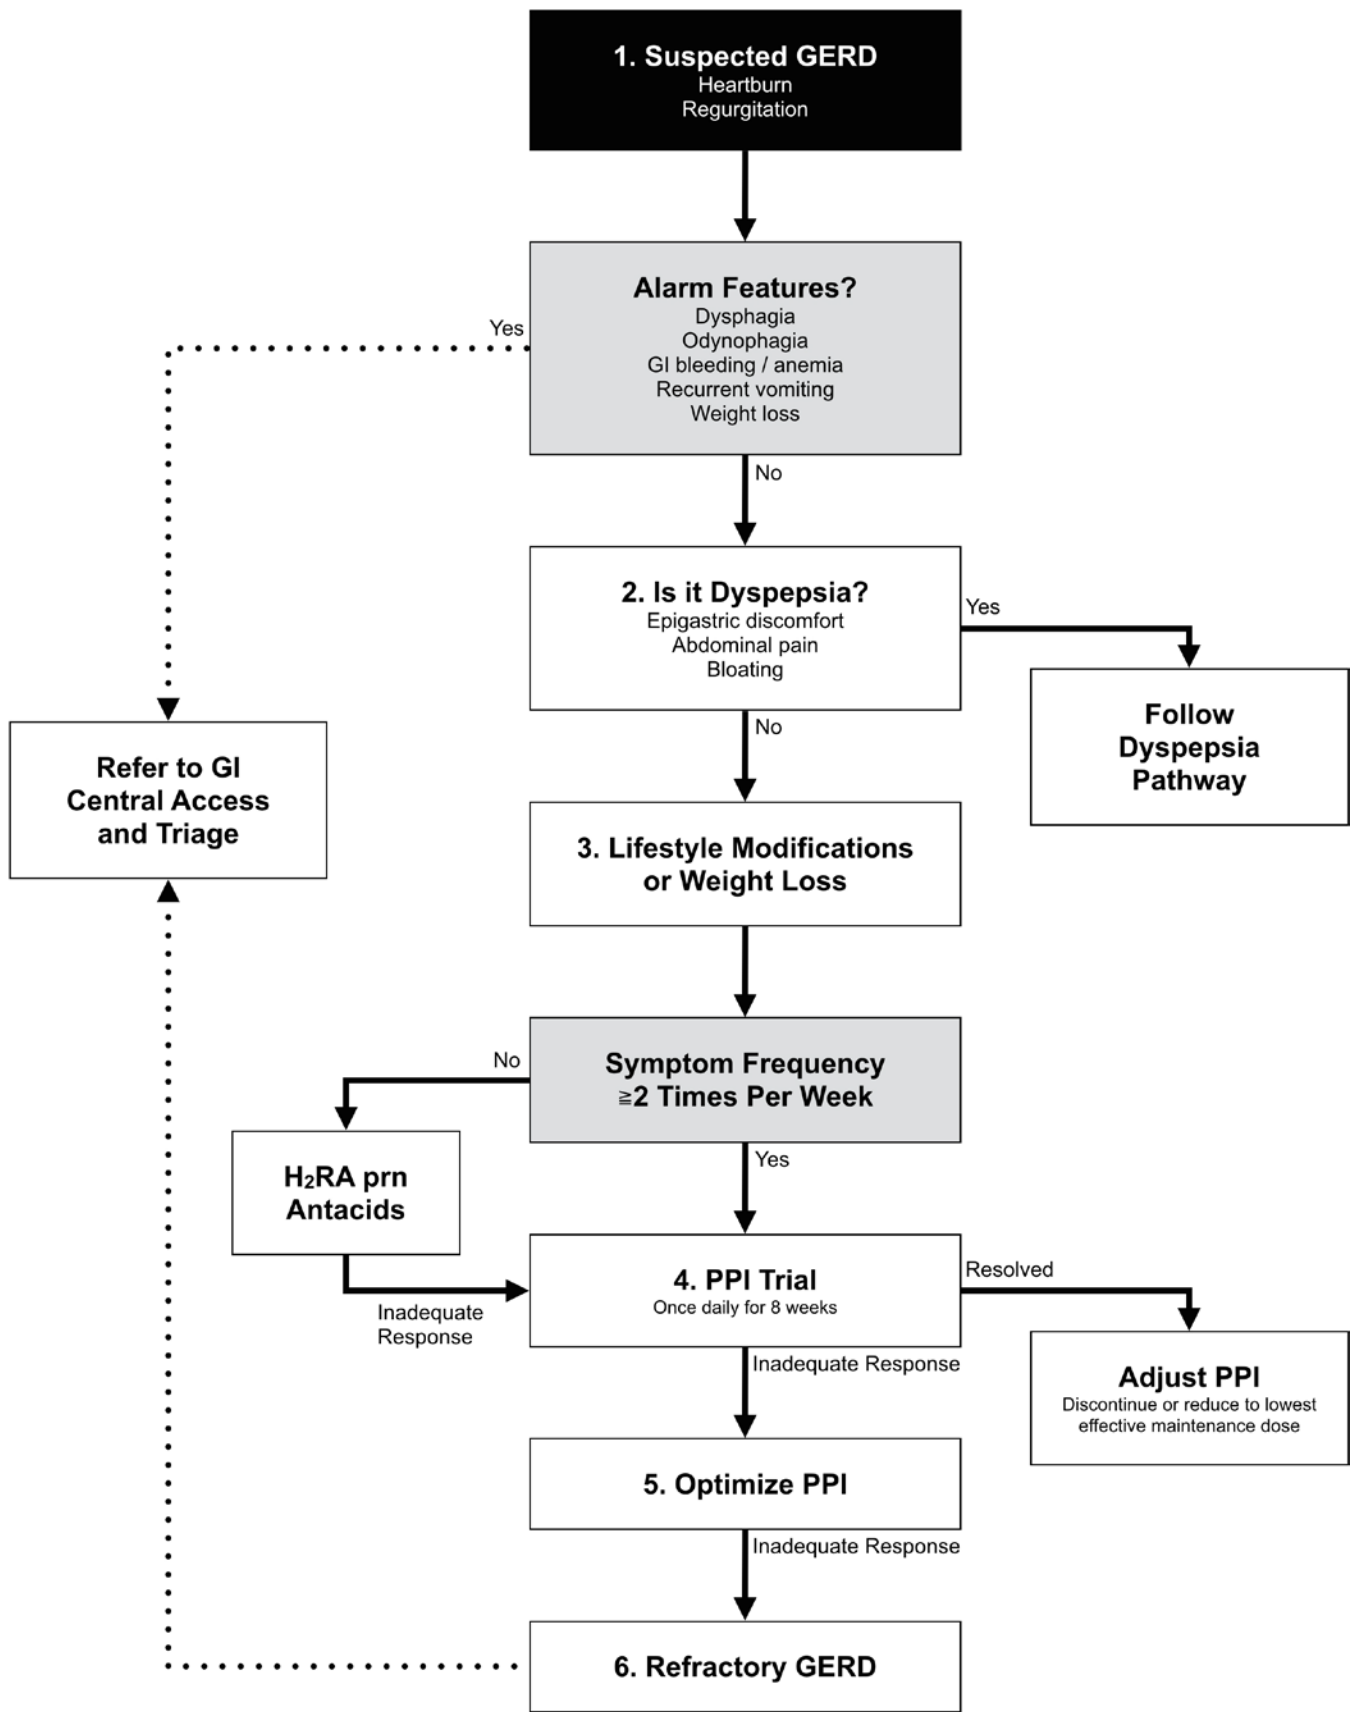 1. Suspected GERD
Heartburn
Regurgitation
Alarm Features?
Dysphagia
Odynophagia
GI bleeding / anemia
Recurrent vomiting
Weight loss
Yes
No
2. Is it Dyspepsia?
Epigastric discomfort
Abdominal pain
Bloating
Yes
Follow
Dyspepsia
Pathway
No
Refer to GI
Central Access
and Triage
3. Lifestyle Modifications
or Weight Loss
Symptom Frequency
≧2 Times Per Week
No
H₂RA prn
Antacids
Yes
Inadequate
Response
4. PPI Trial
Once daily for 8 weeks
Resolved
Adjust PPI
Discontinue or reduce to lowest
effective maintenance dose
Inadequate Response
5. Optimize PPI
Inadequate Response
6. Refractory GERD